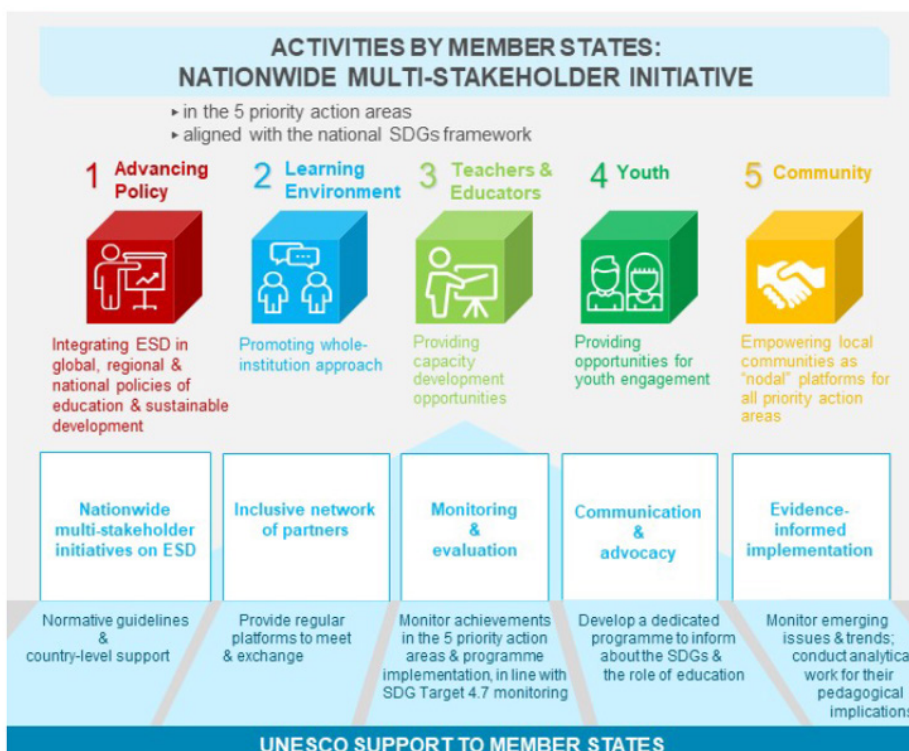 ACTIVITIES BY MEMBER STATES:
NATIONWIDE MULTI-STAKEHOLDER INITIATIVE
▸ in the 5 priority action areas
▸ aligned with the national SDGs framework
1 Advancing
Policy
Integrating ESD in
global, regional &
national policies of
education & sustainable
development
2 Learning
Environment
Promoting whole-
institution approach
3 Teachers &
Educators
Providing
capacity
development
opportunities
4 Youth
Providing
opportunities for
youth engagement
5 Community
Empowering local
communities as
"nodal" platforms for
all priority action
areas
Nationwide
multi-stakeholder
initiatives on ESD
Normative guidelines
&
country-level support
Inclusive network
of partners
Provide regular
platforms to meet
& exchange
Monitoring
&
evaluation
Monitor achievements
in the 5 priority action
areas & programme
implementation, in line with
SDG Target 4.7 monitoring
Communication
&
advocacy
Develop a dedicated
programme to inform
about the SDGs &
the role of education
Evidence-
informed
implementation
Monitor emerging
issues & trends;
conduct analytica
work for their
pedagogical
implications
UNESCO SUPPORT TO MEMBER STATES